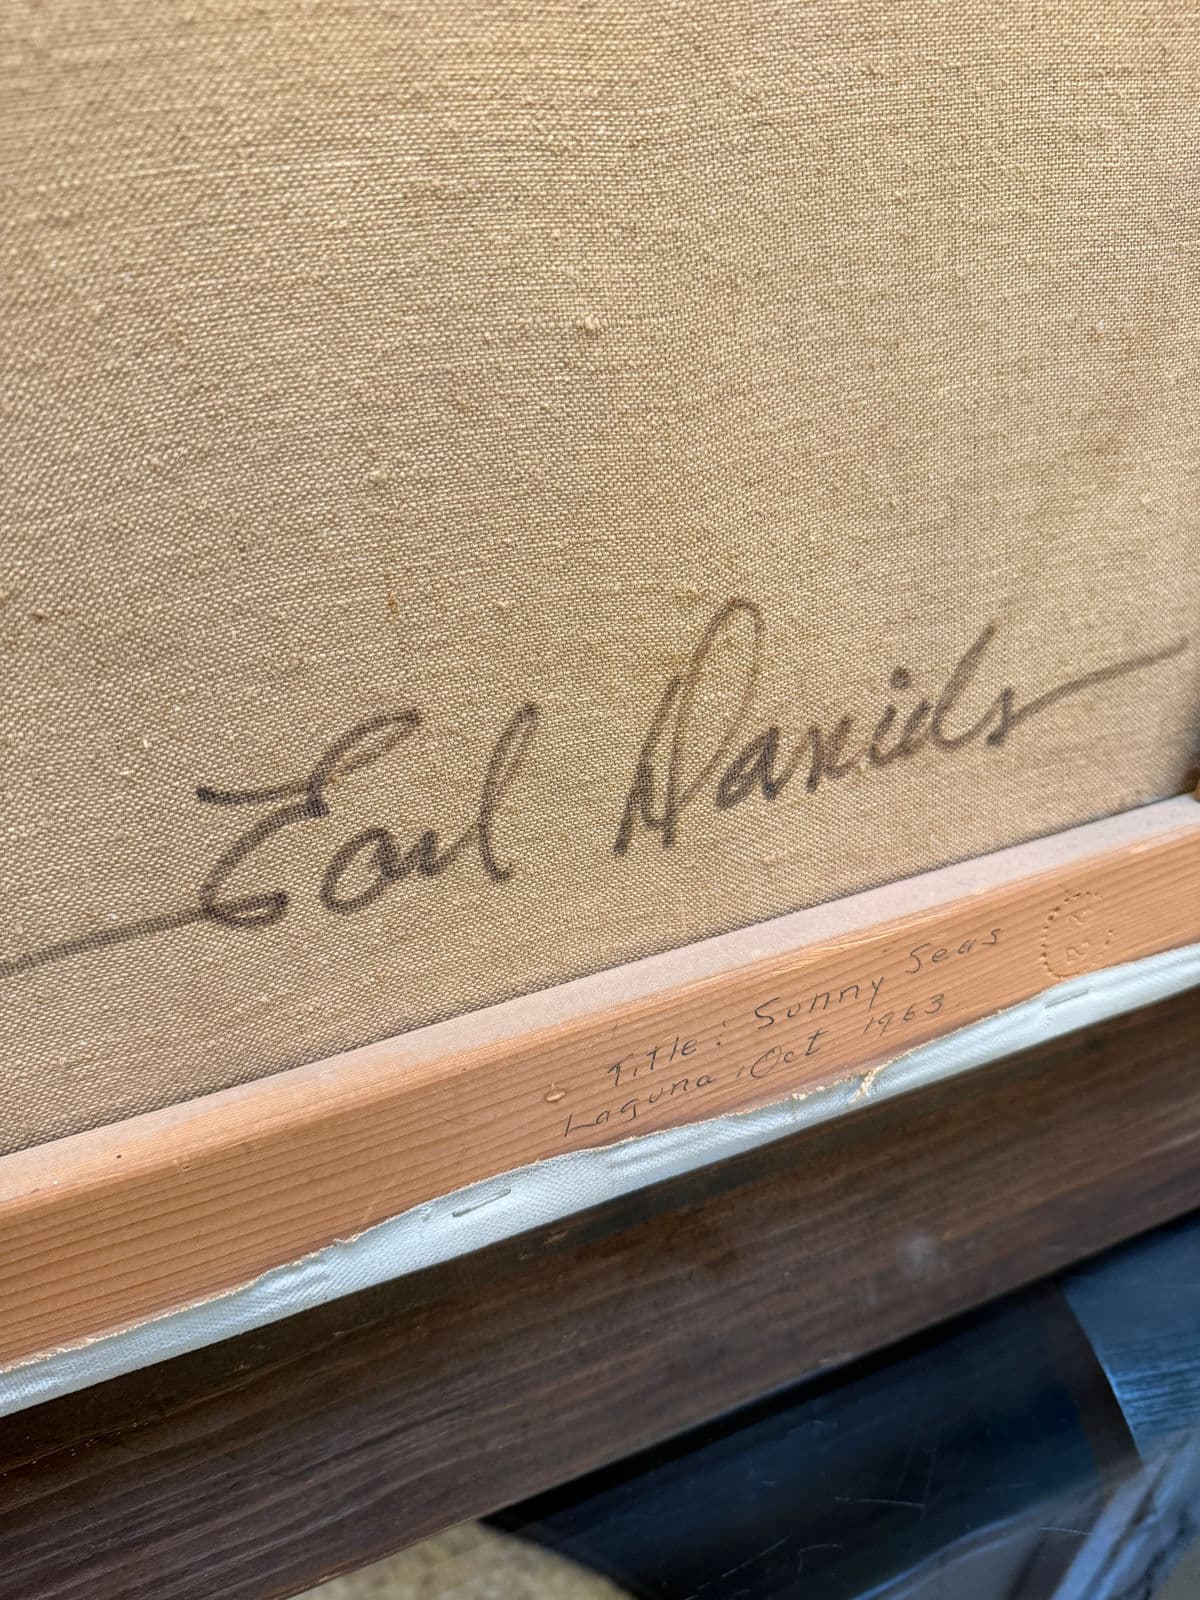 Earl Daniels
Title: Sunny Seas
Laguna, Oct 1963